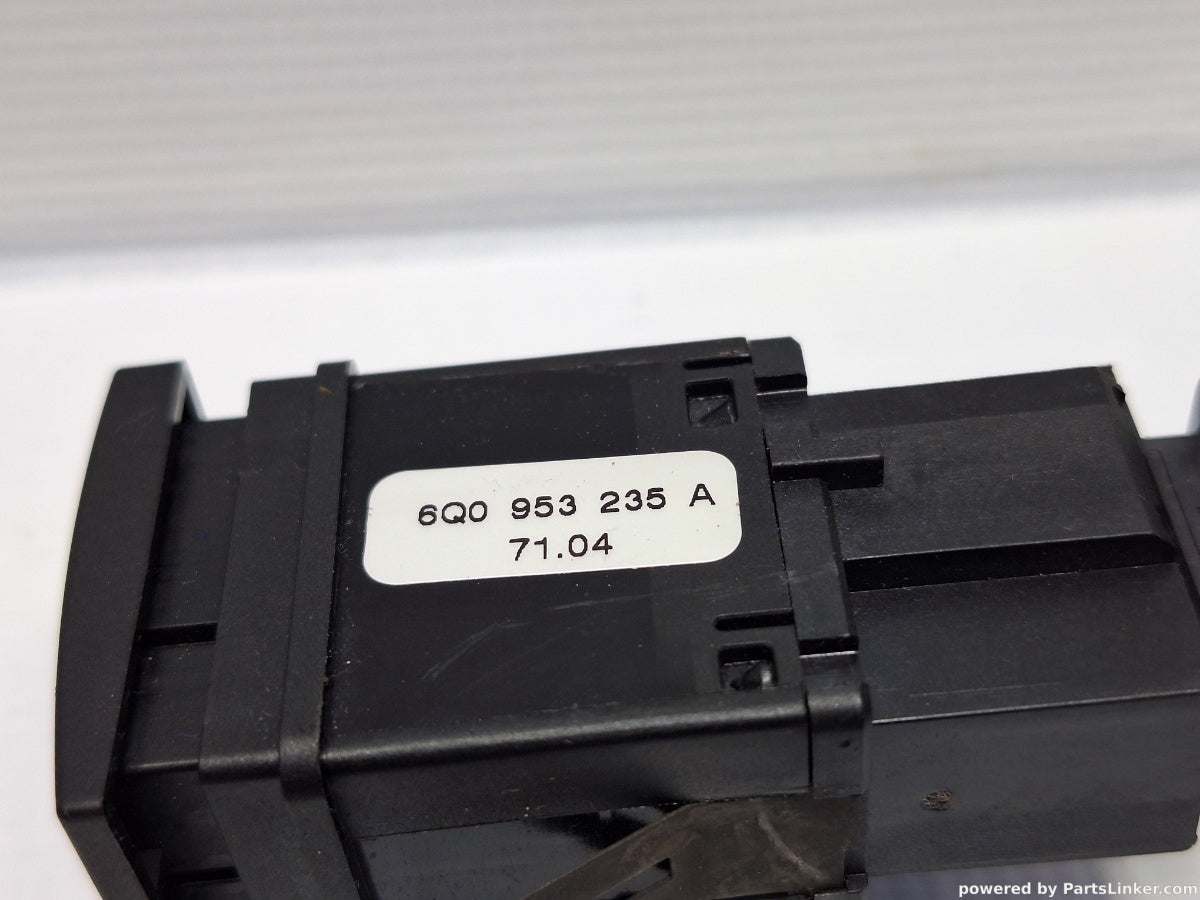 6Q0 953 235 A
71.04
powered by PartsLinker.com